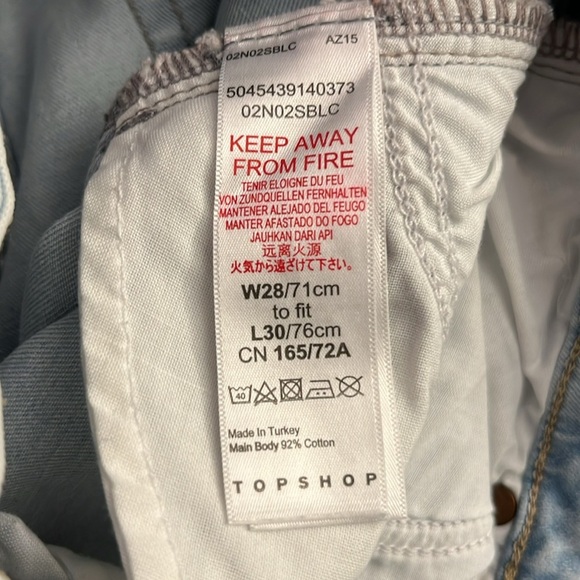 02N02SBLC AZ15
5045439140373
02N02SBLC
KEEP AWAY
FROM FIRE
TENIR ELOIGNE DU FEU
VON ZUNDQUELLEN FERNHALTEN
MANTENER ALEJADO DEL FEUGO
MANTER AFASTADO DO FOGO
JAUHKAN DARI API
远离火源
火気から遠ざけて下さい。
W28/71cm
to fit
L30/76cm
CN 165/72A
40
Made In Turkey
Main Body 92% Cotton
TOPSHOP